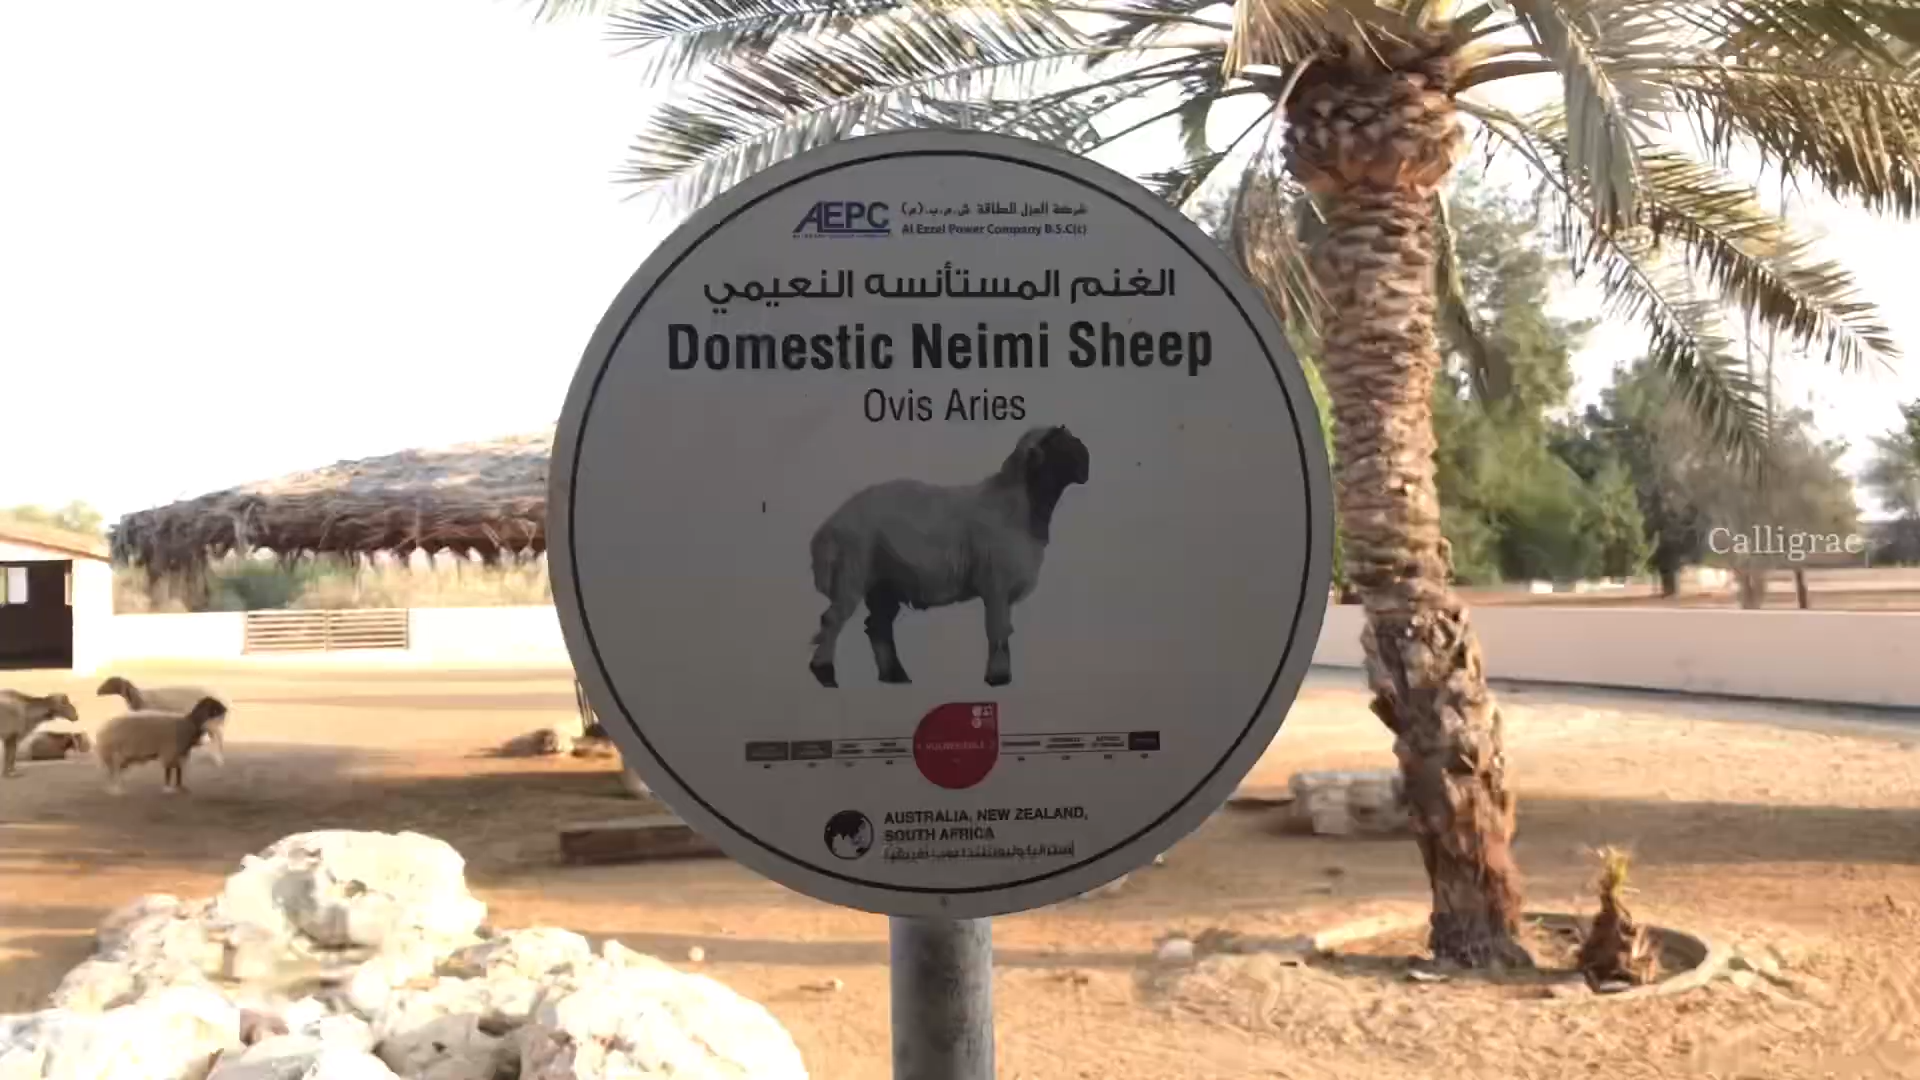 AEPC
شركة العزل للطاقة ش.م.ب.(م)
Al Ezzel Power Company B.S.C(c)
الغنم المستأنسه النعيمي
Domestic Neimi Sheep
Ovis Aries
VULNERABLE
AUSTRALIA, NEW ZEALAND,
SOUTH AFRICA
Calligrae